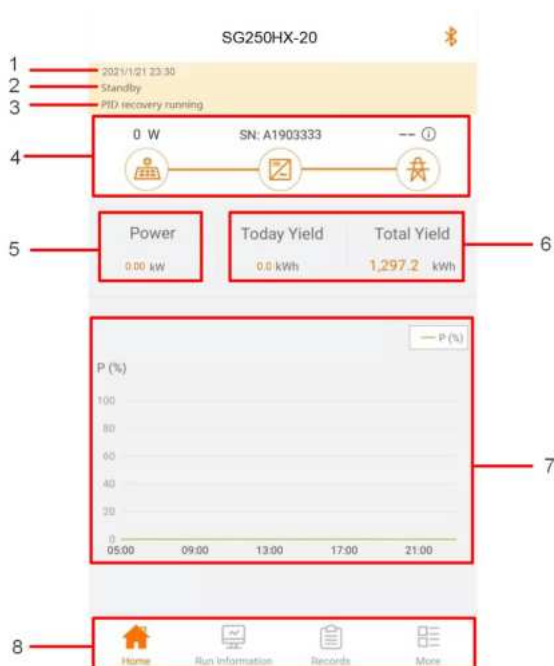 SG250HX-20
1
2021/1/21 23:30
2
Standby
3
PID recovery running
4
0 W SN: A1903333 --
5
Power
0.00 kW
Today Yield Total Yield
0.0 kWh 1,297.2 kWh
6
P (%)
P (%)
100
80
60
40
20
0
05:00 09:00 13:00 17:00 21:00
7
8
Home Run Information Records More